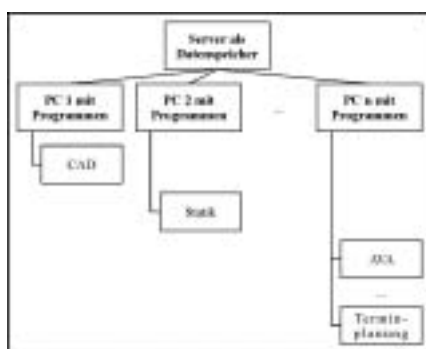 Server als
Datenspeicher
PC 1 mit
Programmen
PC 2 mit
Programmen
...
PC n mit
Programmen
CAD
Statik
AVA
...
Termin-
planung